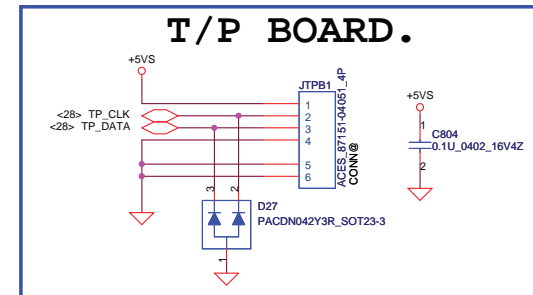 T/P BOARD.
+5VS
JTPB1
<28> TP_CLK
<28> TP_DATA
1
2
3
4
5
6
ACES_87151-04051_4P
CONN@
+5VS
1
C804
0.1U_0402_16V4Z
2
3
2
D27
PACDN042Y3R_SOT23-3
1